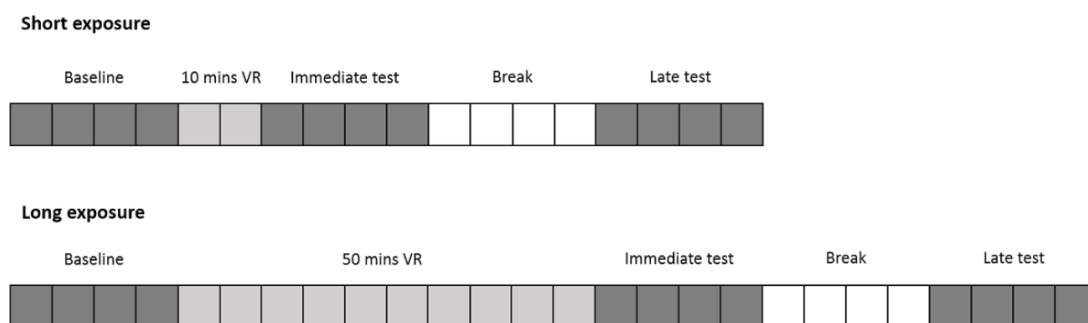 Short exposure
Baseline 10 mins VR Immediate test Break Late test
Long exposure
Baseline 50 mins VR Immediate test Break Late test